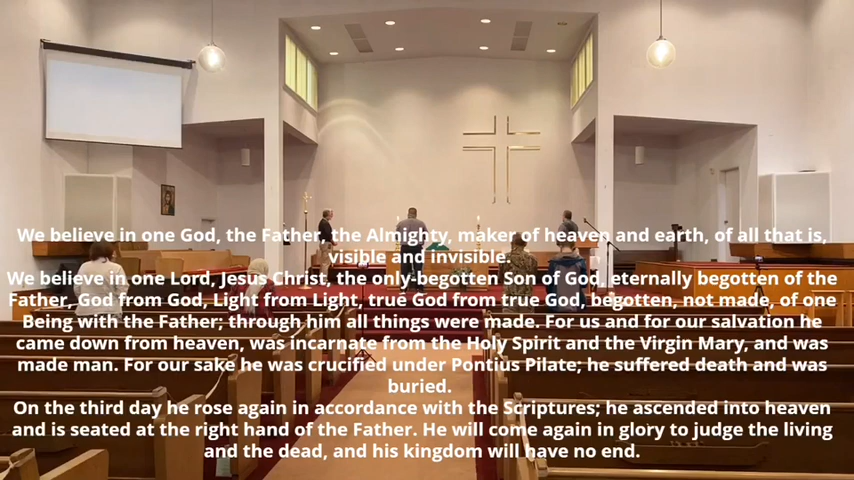 We believe in one God, the Father, the Almighty, maker of heaven and earth, of all that is,
visible and invisible.
We believe in one Lord, Jesus Christ, the only-begotten Son of God, eternally begotten of the
Father, God from God, Light from Light, true God from true God, begotten, not made, of one
Being with the Father; through him all things were made. For us and for our salvation he
came down from heaven, was incarnate from the Holy Spirit and the Virgin Mary, and was
made man. For our sake he was crucified under Pontius Pilate; he suffered death and was
buried.
On the third day he rose again in accordance with the Scriptures; he ascended into heaven
and is seated at the right hand of the Father. He will come again in glory to judge the living
and the dead, and his kingdom will have no end.